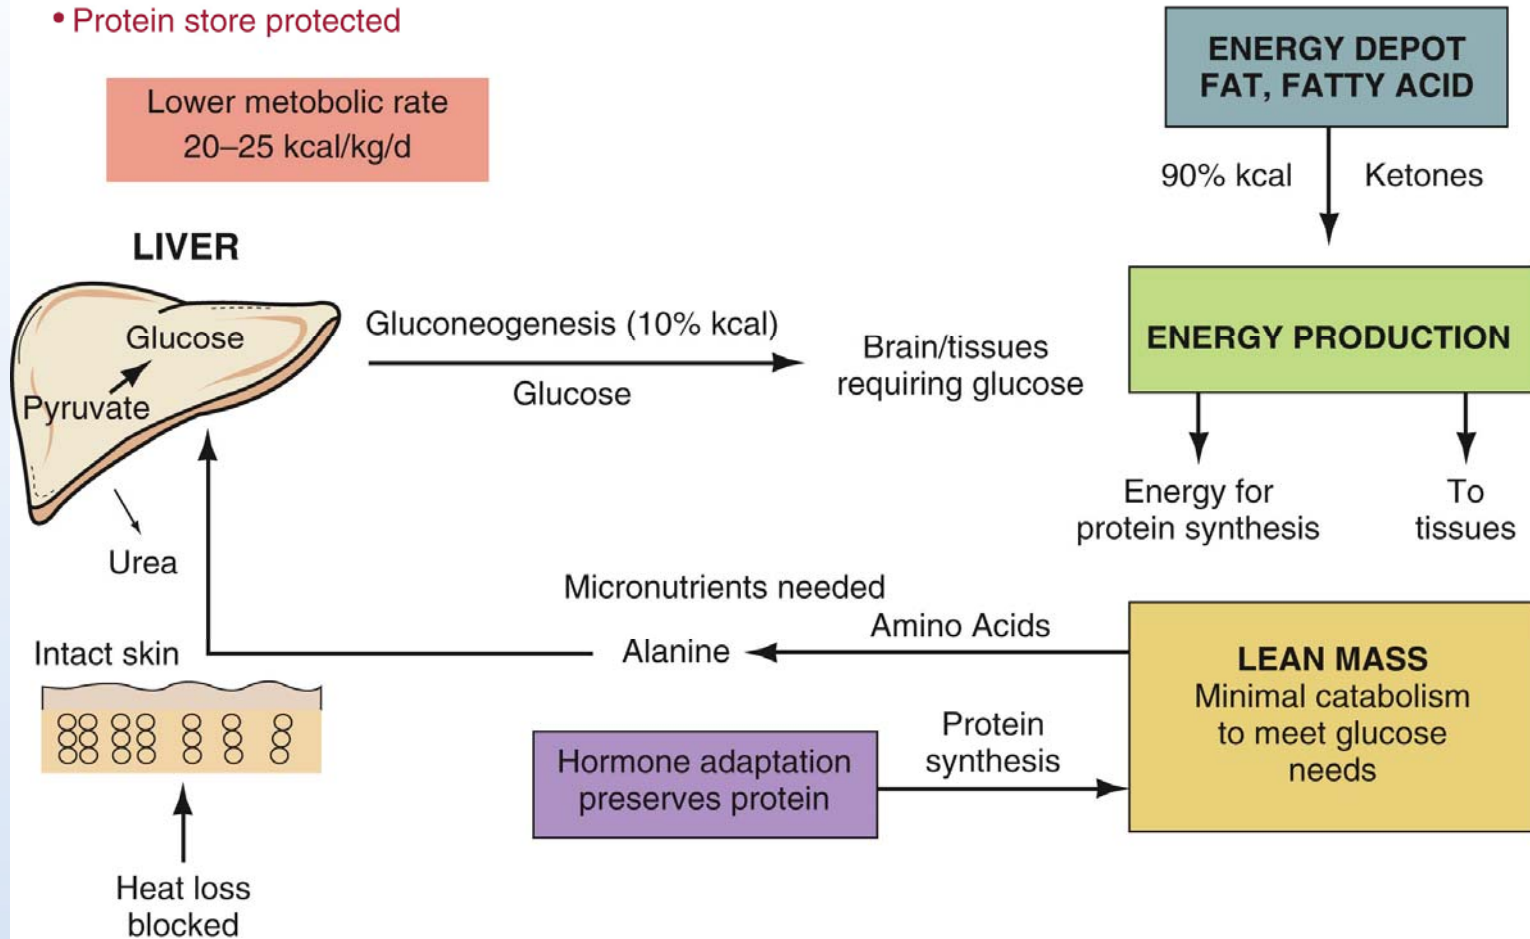 • Protein store protected
Lower metobolic rate
20–25 kcal/kg/d
ENERGY DEPOT
FAT, FATTY ACID
90% kcal
Ketones
LIVER
Glucose
Pyruvate
Gluconeogenesis (10% kcal)
Glucose
Brain/tissues
requiring glucose
ENERGY PRODUCTION
Energy for
protein synthesis
To
tissues
Urea
Micronutrients needed
Amino Acids
Alanine
LEAN MASS
Minimal catabolism
to meet glucose
needs
Intact skin
Hormone adaptation
preserves protein
Protein
synthesis
Heat loss
blocked